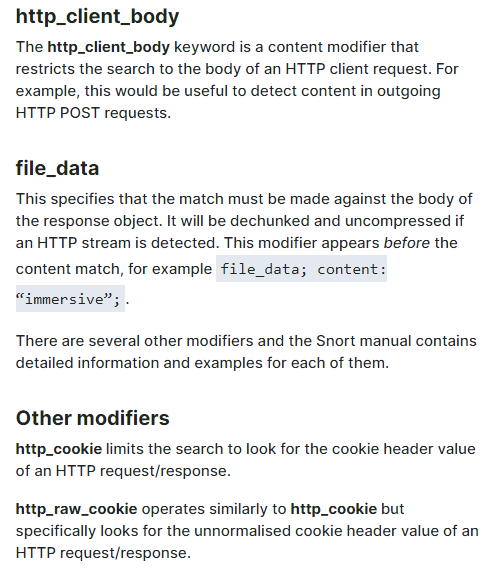 http_client_body
The http_client_body keyword is a content modifier that
restricts the search to the body of an HTTP client request. For
example, this would be useful to detect content in outgoing
HTTP POST requests.
file_data
This specifies that the match must be made against the body of
the response object. It will be dechunked and uncompressed if
an HTTP stream is detected. This modifier appears before the
content match, for example file_data; content:
“immersive”; .
There are several other modifiers and the Snort manual contains
detailed information and examples for each of them.
Other modifiers
http_cookie limits the search to look for the cookie header value
of an HTTP request/response.
http_raw_cookie operates similarly to http_cookie but
specifically looks for the unnormalised cookie header value of an
HTTP request/response.